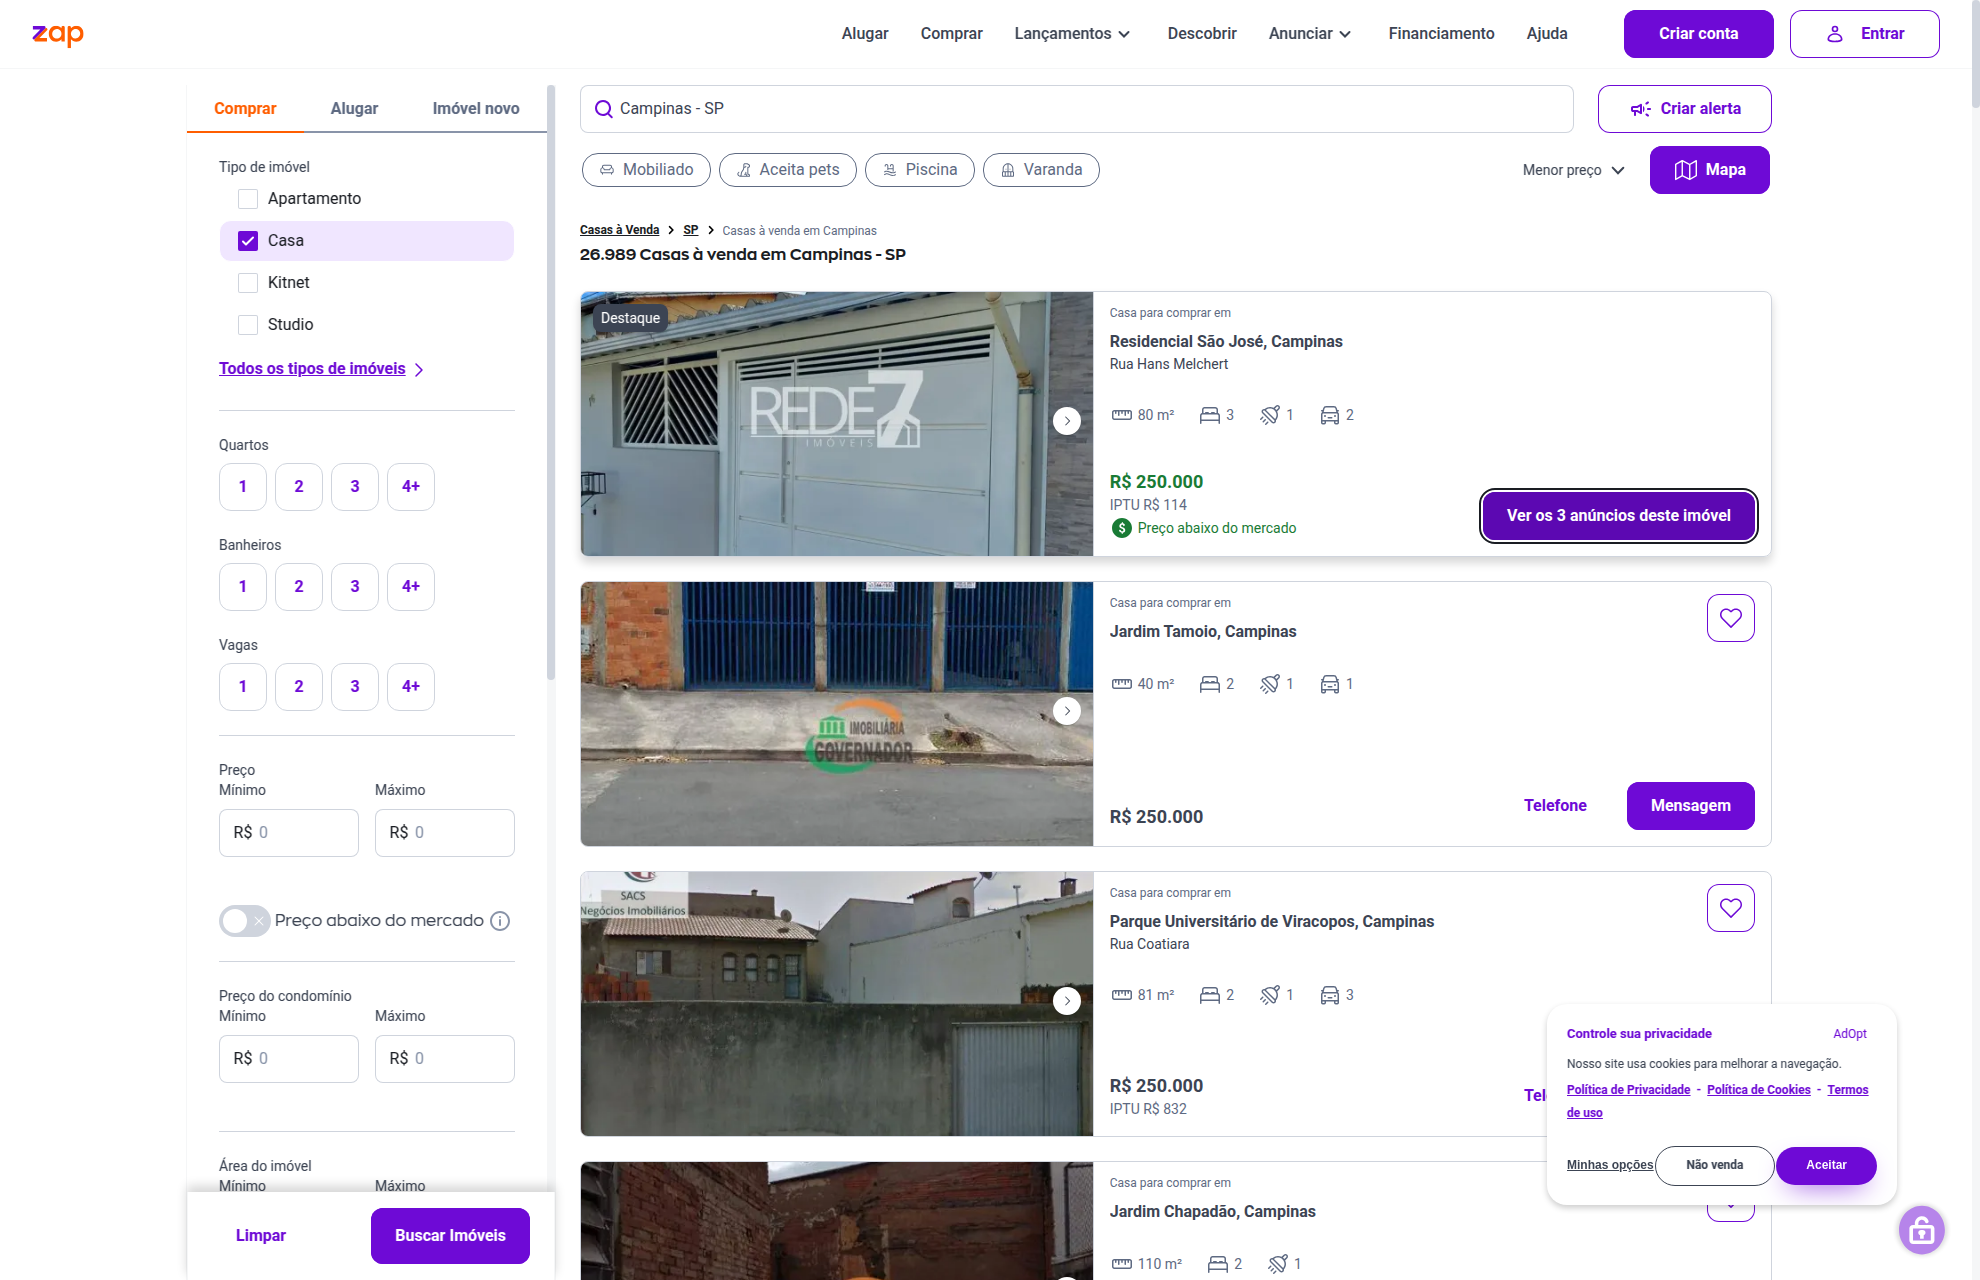 zap
Alugar
Comprar
Lançamentos
Descobrir
Anunciar
Financiamento
Ajuda
Criar conta
Entrar
Comprar
Alugar
Imóvel novo
Tipo de imóvel
Apartamento
Casa
Kitnet
Studio
Todos os tipos de imóveis
Quartos
1
2
3
4+
Banheiros
1
2
3
4+
Vagas
1
2
3
4+
Preço
Mínimo
Máximo
R$ 0
R$ 0
Preço abaixo do mercado
Preço do condomínio
Mínimo
Máximo
R$ 0
R$ 0
Área do imóvel
Mínimo
Máximo
Limpar
Buscar Imóveis
Campinas - SP
Criar alerta
Mobiliado
Aceita pets
Piscina
Varanda
Menor preço
Mapa
Casas à Venda
SP
Casas à venda em Campinas
26.989 Casas à venda em Campinas - SP
Destaque
REDE7
IMÓVEIS
Casa para comprar em
Residencial São José, Campinas
Rua Hans Melchert
80 m²
3
1
2
R$ 250.000
IPTU R$ 114
Preço abaixo do mercado
Ver os 3 anúncios deste imóvel
IMOBILIÁRIA
GOVERNADOR
Casa para comprar em
Jardim Tamoio, Campinas
40 m²
2
1
1
R$ 250.000
Telefone
Mensagem
SACS
Negócios Imobiliários
Casa para comprar em
Parque Universitário de Viracopos, Campinas
Rua Coatiara
81 m²
2
1
3
R$ 250.000
IPTU R$ 832
Tel
Casa para comprar em
Jardim Chapadão, Campinas
110 m²
2
1
Controle sua privacidade
AdOpt
Nosso site usa cookies para melhorar a navegação.
Política de Privacidade - Política de Cookies - Termos
de uso
Minhas opções
Não venda
Aceitar